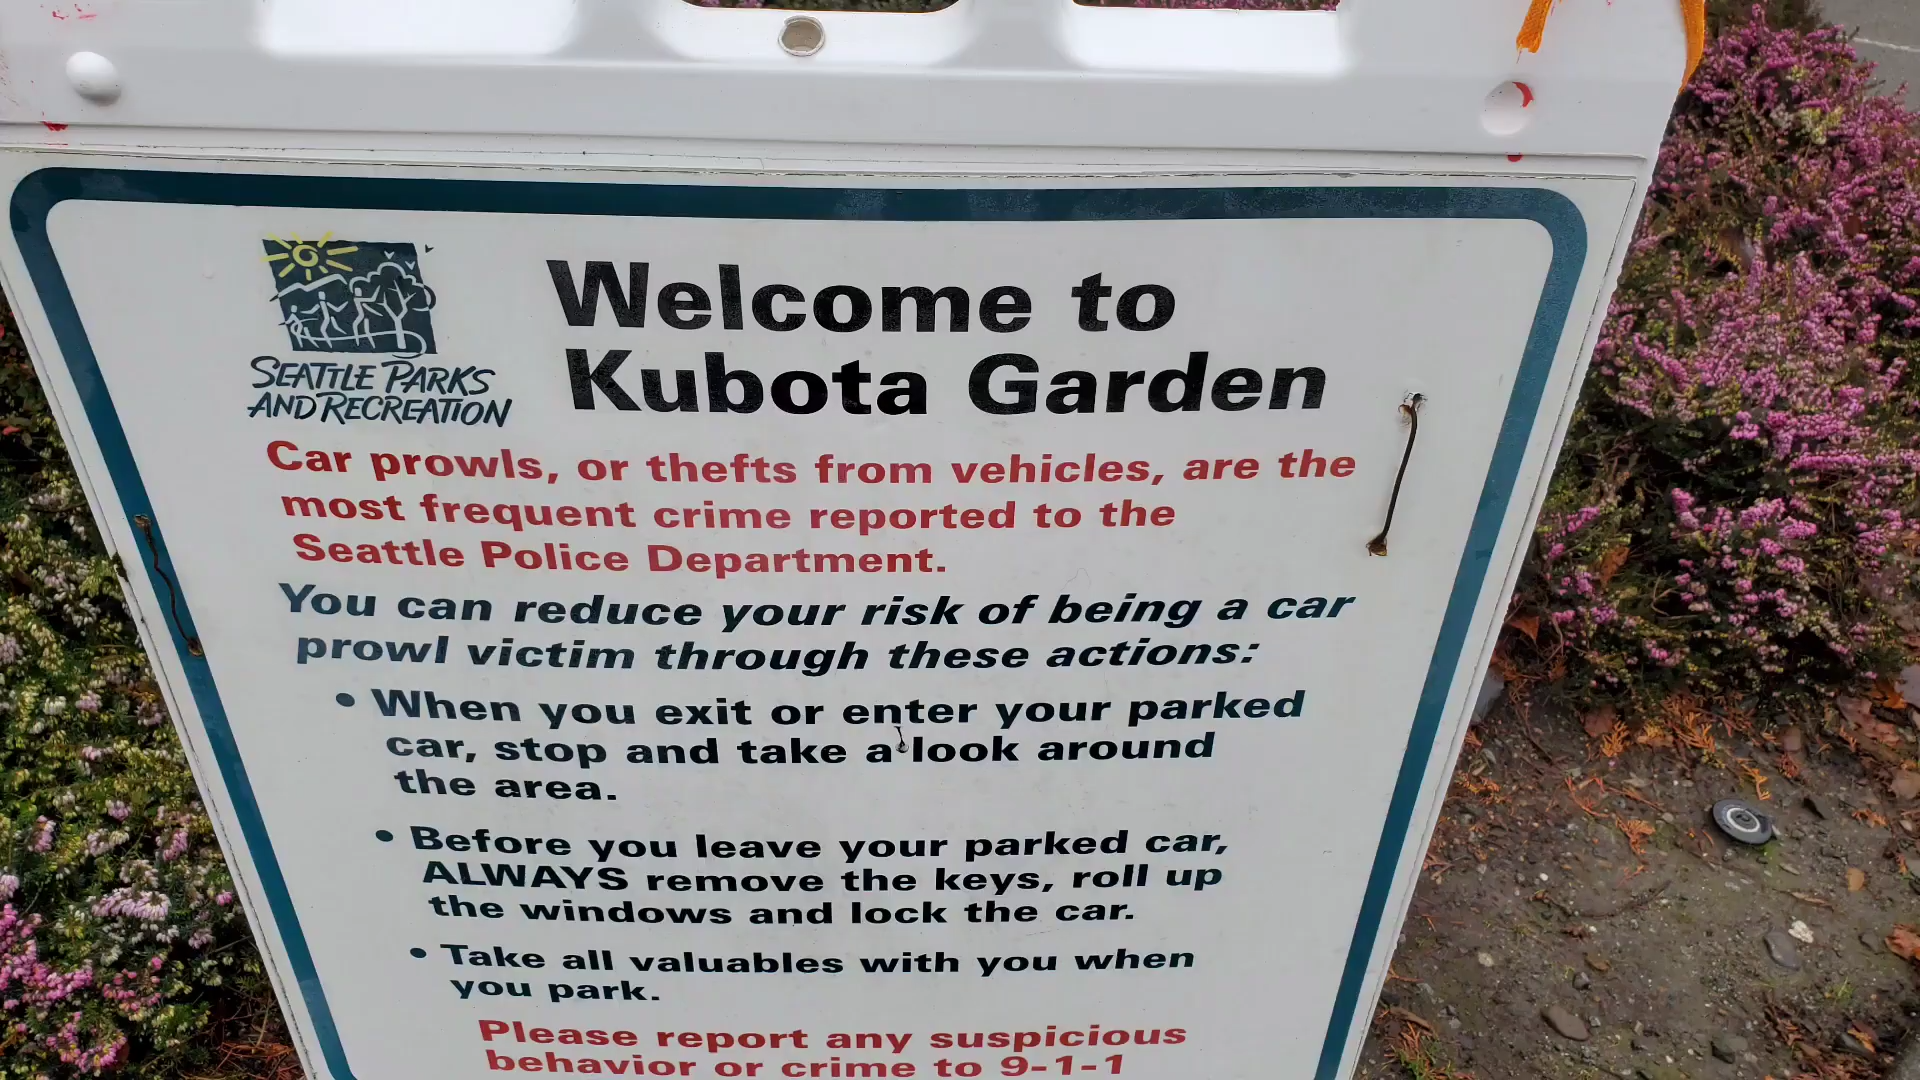 SEATTLE PARKS
AND RECREATION
Welcome to
Kubota Garden
Car prowls, or thefts from vehicles, are the
most frequent crime reported to the
Seattle Police Department.
You can reduce your risk of being a car
prowl victim through these actions:
• When you exit or enter your parked
car, stop and take a look around
the area.
• Before you leave your parked car,
ALWAYS remove the keys, roll up
the windows and lock the car.
• Take all valuables with you when
you park.
Please report any suspicious
behavior or crime to 9-1-1